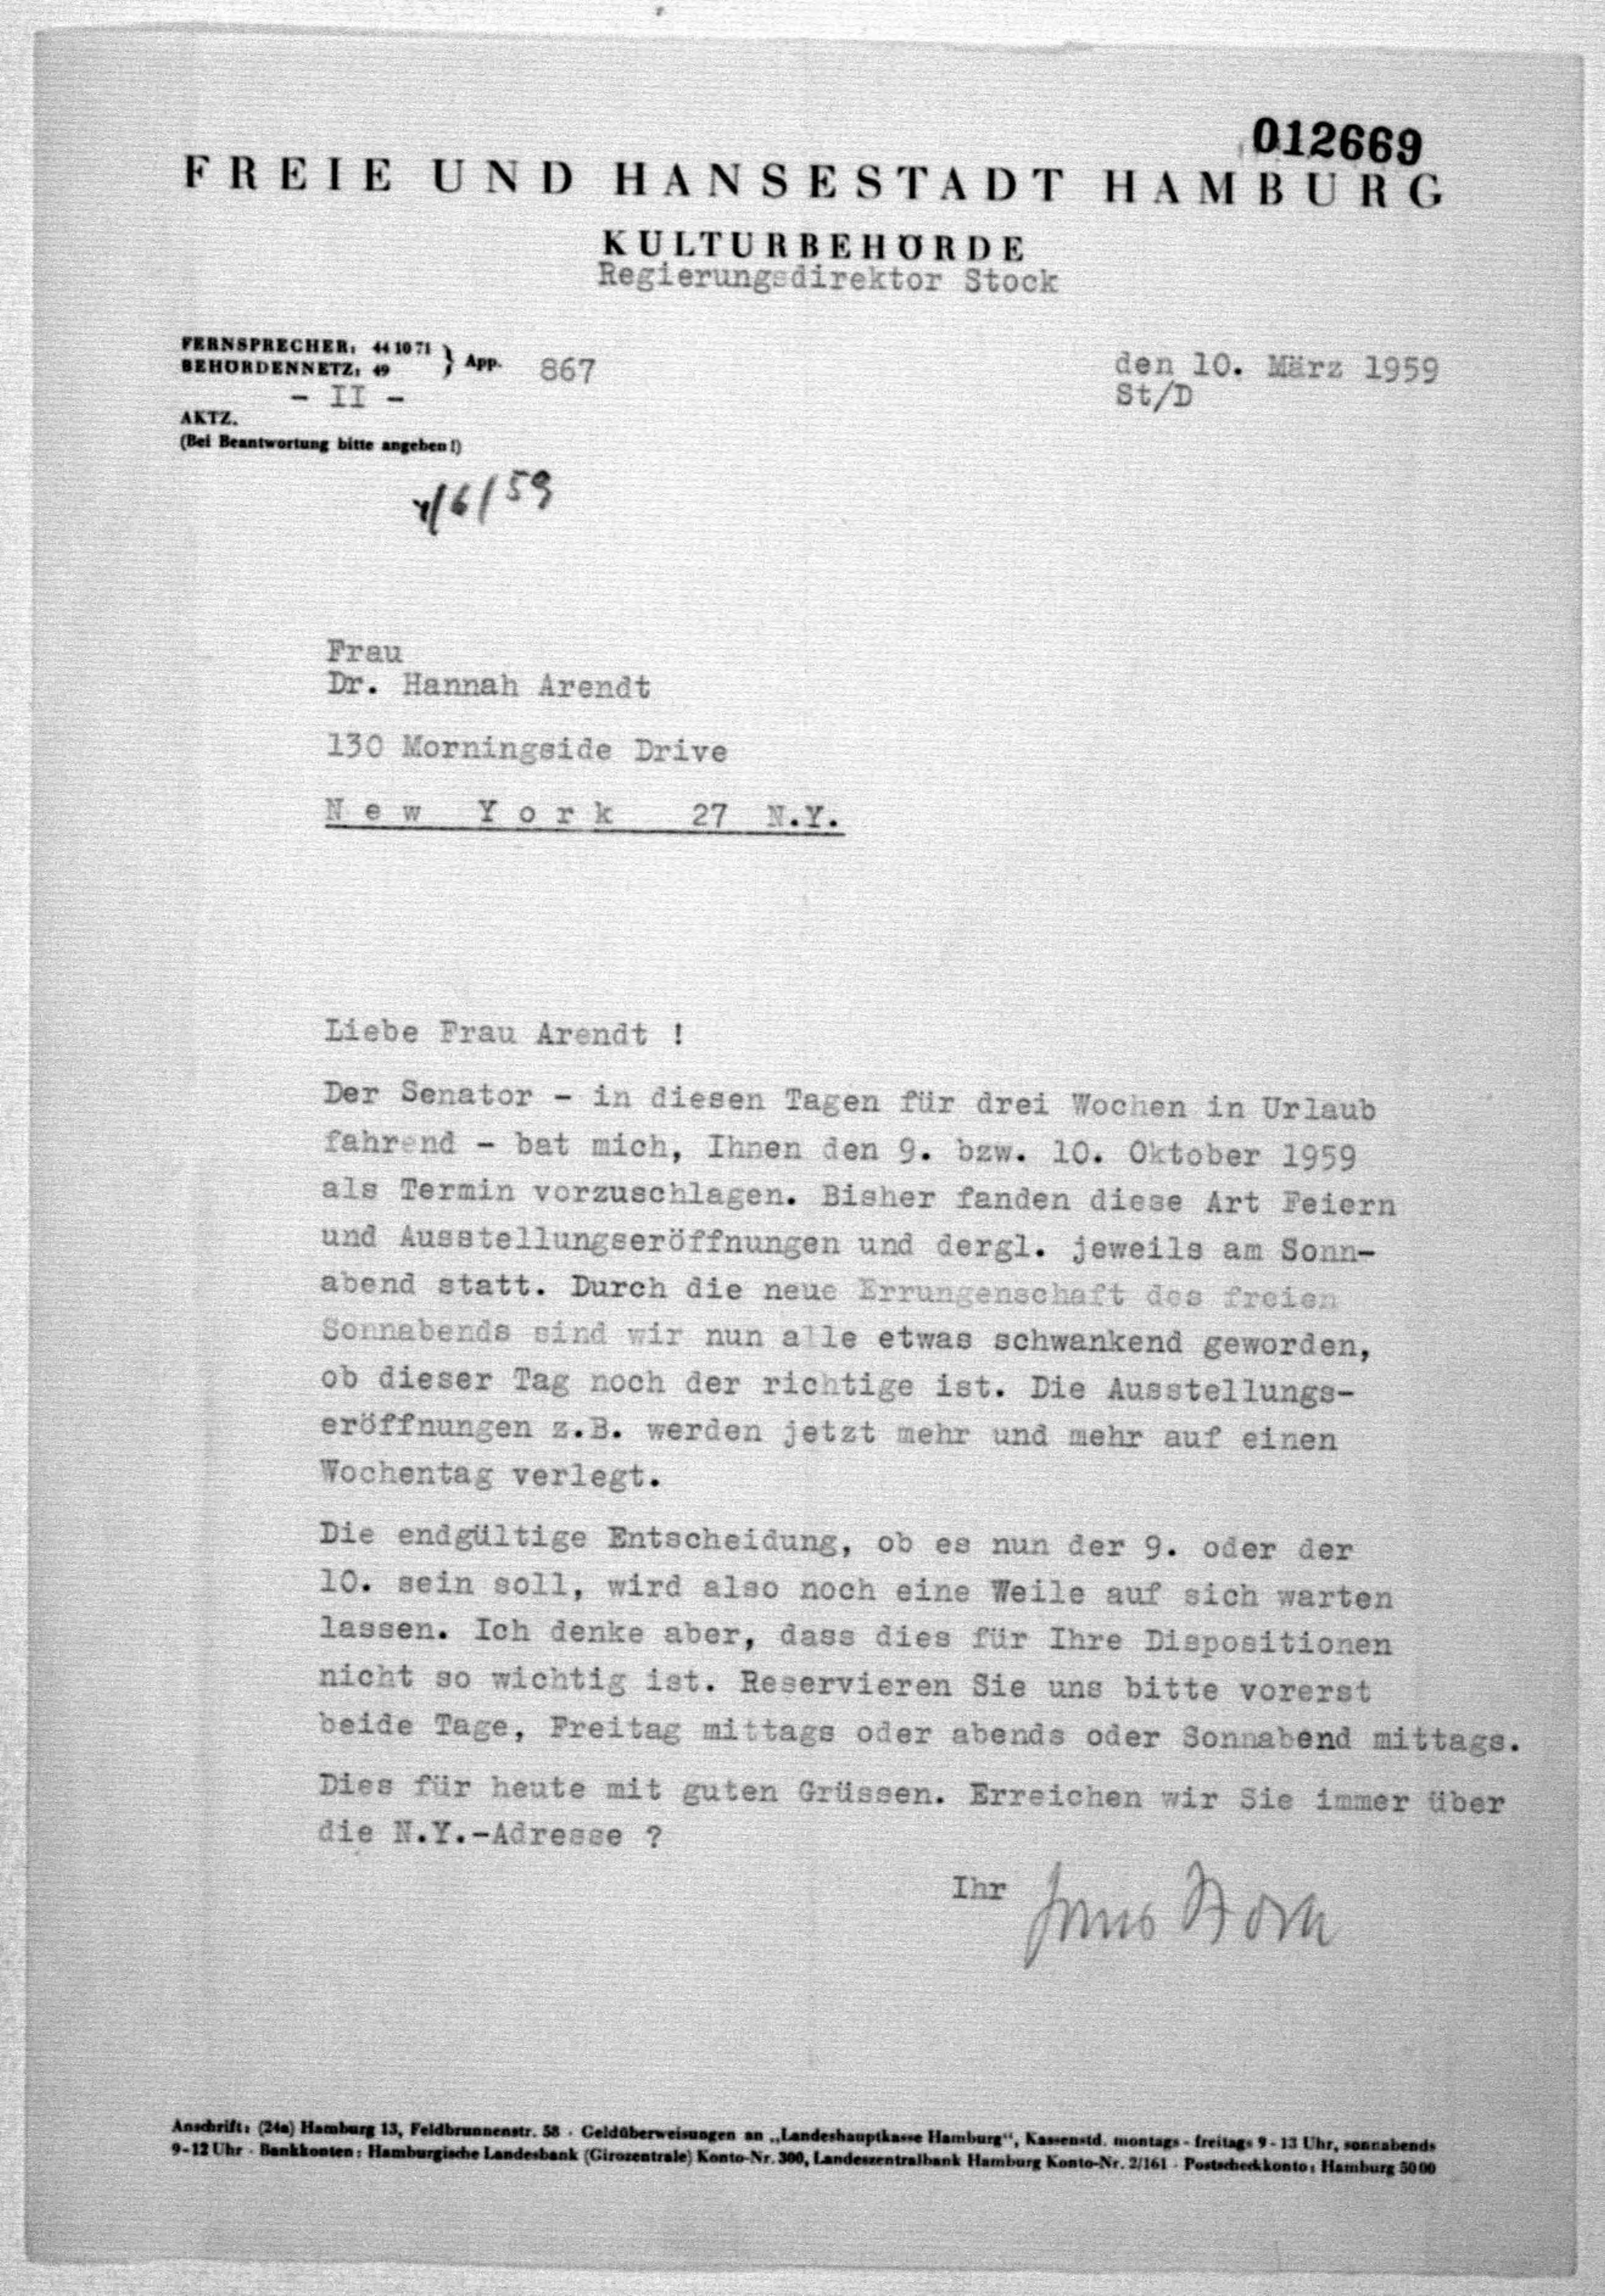 012669
FREIE UND HANSESTADT HAMBURG
KULTURBEHÖRDE
Regierungsdirektor Stock
FERNSPRECHER: 44 10 71 } App. 867
BEHÖRDENNETZ: 49
den 10. März 1959
- II -
St/D
AKTZ.
(Bei Beantwortung bitte angeben!)
4/6/59
Frau
Dr. Hannah Arendt
130 Morningside Drive
New York 27 N.Y.
Liebe Frau Arendt !
Der Senator - in diesen Tagen für drei Wochen in Urlaub
fahrend - bat mich, Ihnen den 9. bzw. 10. Oktober 1959
als Termin vorzuschlagen. Bisher fanden diese Art Feiern
und Ausstellungseröffnungen und dergl. jeweils am Sonn-
abend statt. Durch die neue Errungenschaft des freien
Sonnabends sind wir nun alle etwas schwankend geworden,
ob dieser Tag noch der richtige ist. Die Ausstellungs-
eröffnungen z.B. werden jetzt mehr und mehr auf einen
Wochentag verlegt.
Die endgültige Entscheidung, ob es nun der 9. oder der
10. sein soll, wird also noch eine Weile auf sich warten
lassen. Ich denke aber, dass dies für Ihre Dispositionen
nicht so wichtig ist. Reservieren Sie uns bitte vorerst
beide Tage, Freitag mittags oder abends oder Sonnabend mittags.
Dies für heute mit guten Grüssen. Erreichen wir Sie immer über
die N.Y.-Adresse ?
Ihr
Anschrift: (24a) Hamburg 13, Feldbrunnenstr. 58 · Geldüberweisungen an „Landeshauptkasse Hamburg“, Kassenstd. montags - freitags 9 - 13 Uhr, sonnabends
9-12 Uhr · Bankkonten: Hamburgische Landesbank (Girozentrale) Konto-Nr. 300, Landeszentralbank Hamburg Konto-Nr. 2/161 · Postscheckkonto: Hamburg 50 00